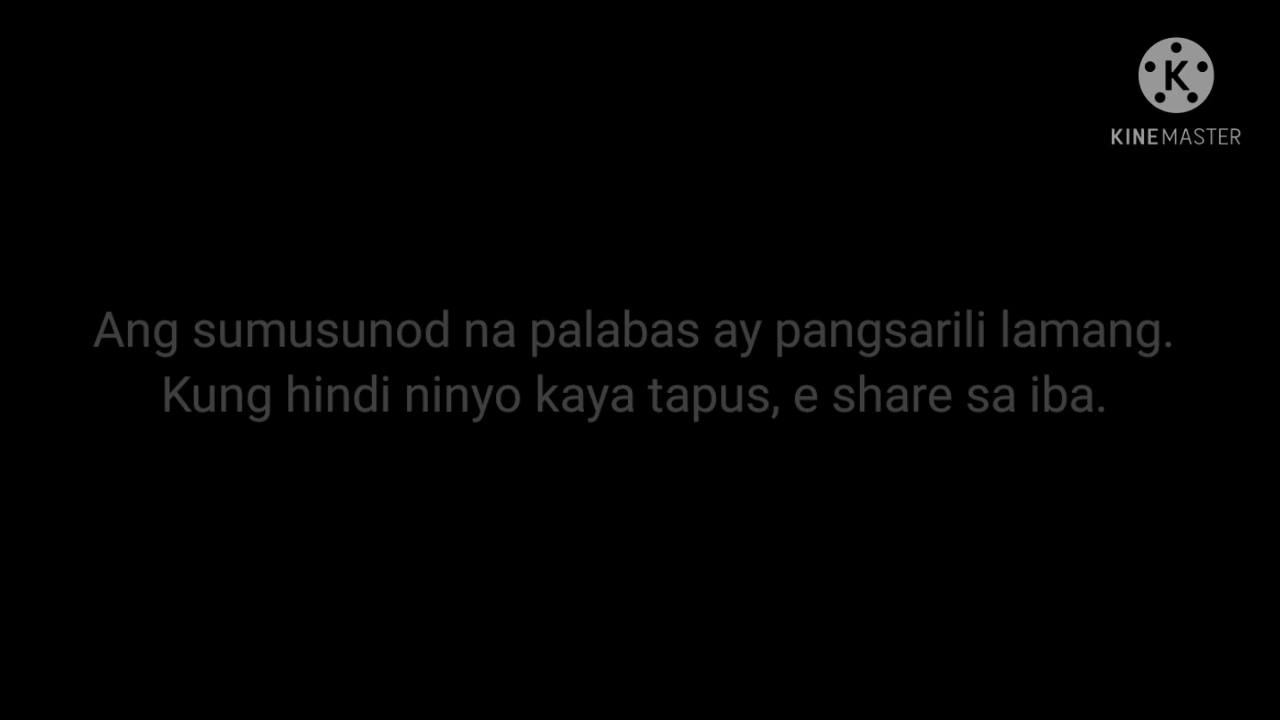 K
KINEMASTER
Ang sumusunod na palabas ay pangsarili lamang.
Kung hindi ninyo kaya tapus, e share sa iba.